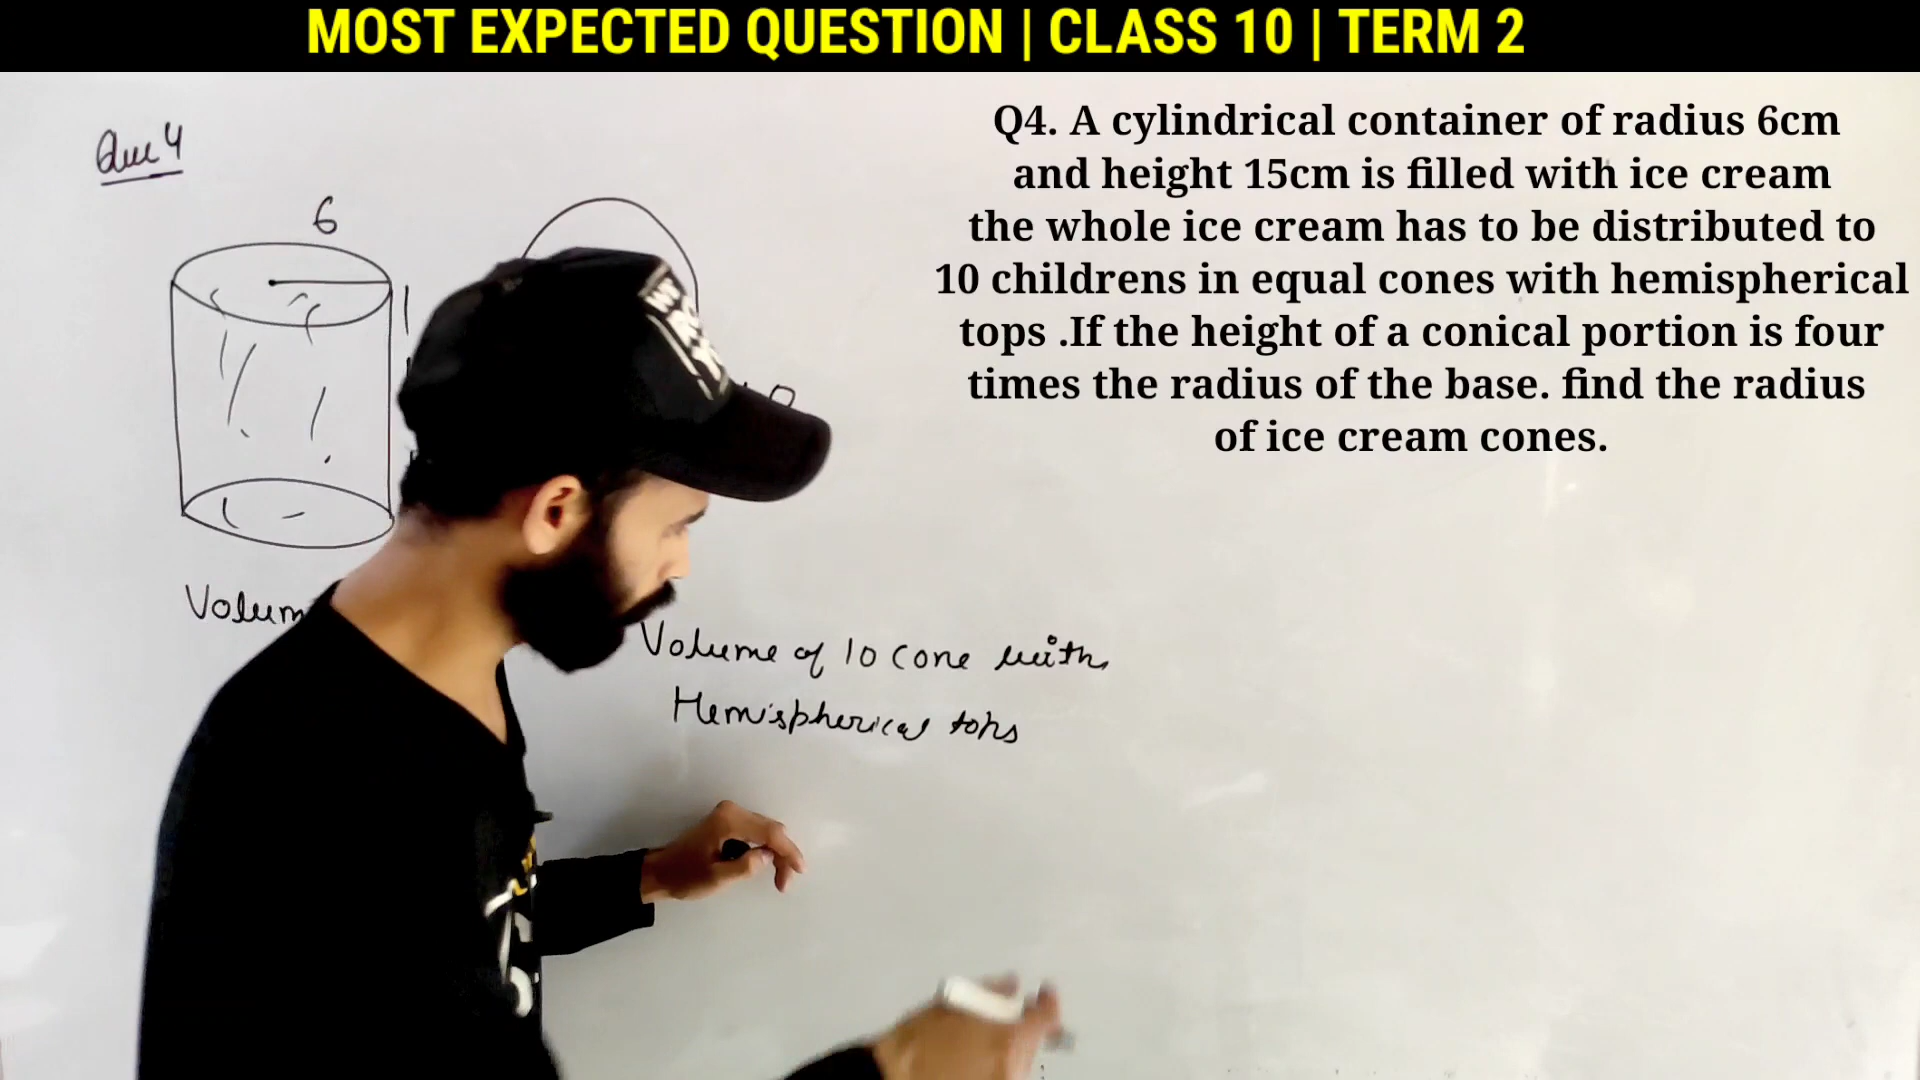 MOST EXPECTED QUESTION | CLASS 10 | TERM 2
Que 4
6
Q4. A cylindrical container of radius 6cm
and height 15cm is filled with ice cream
the whole ice cream has to be distributed to
10 childrens in equal cones with hemispherical
tops .If the height of a conical portion is four
times the radius of the base. find the radius
of ice cream cones.
Volume of 10 cone with
Hemispherical tops